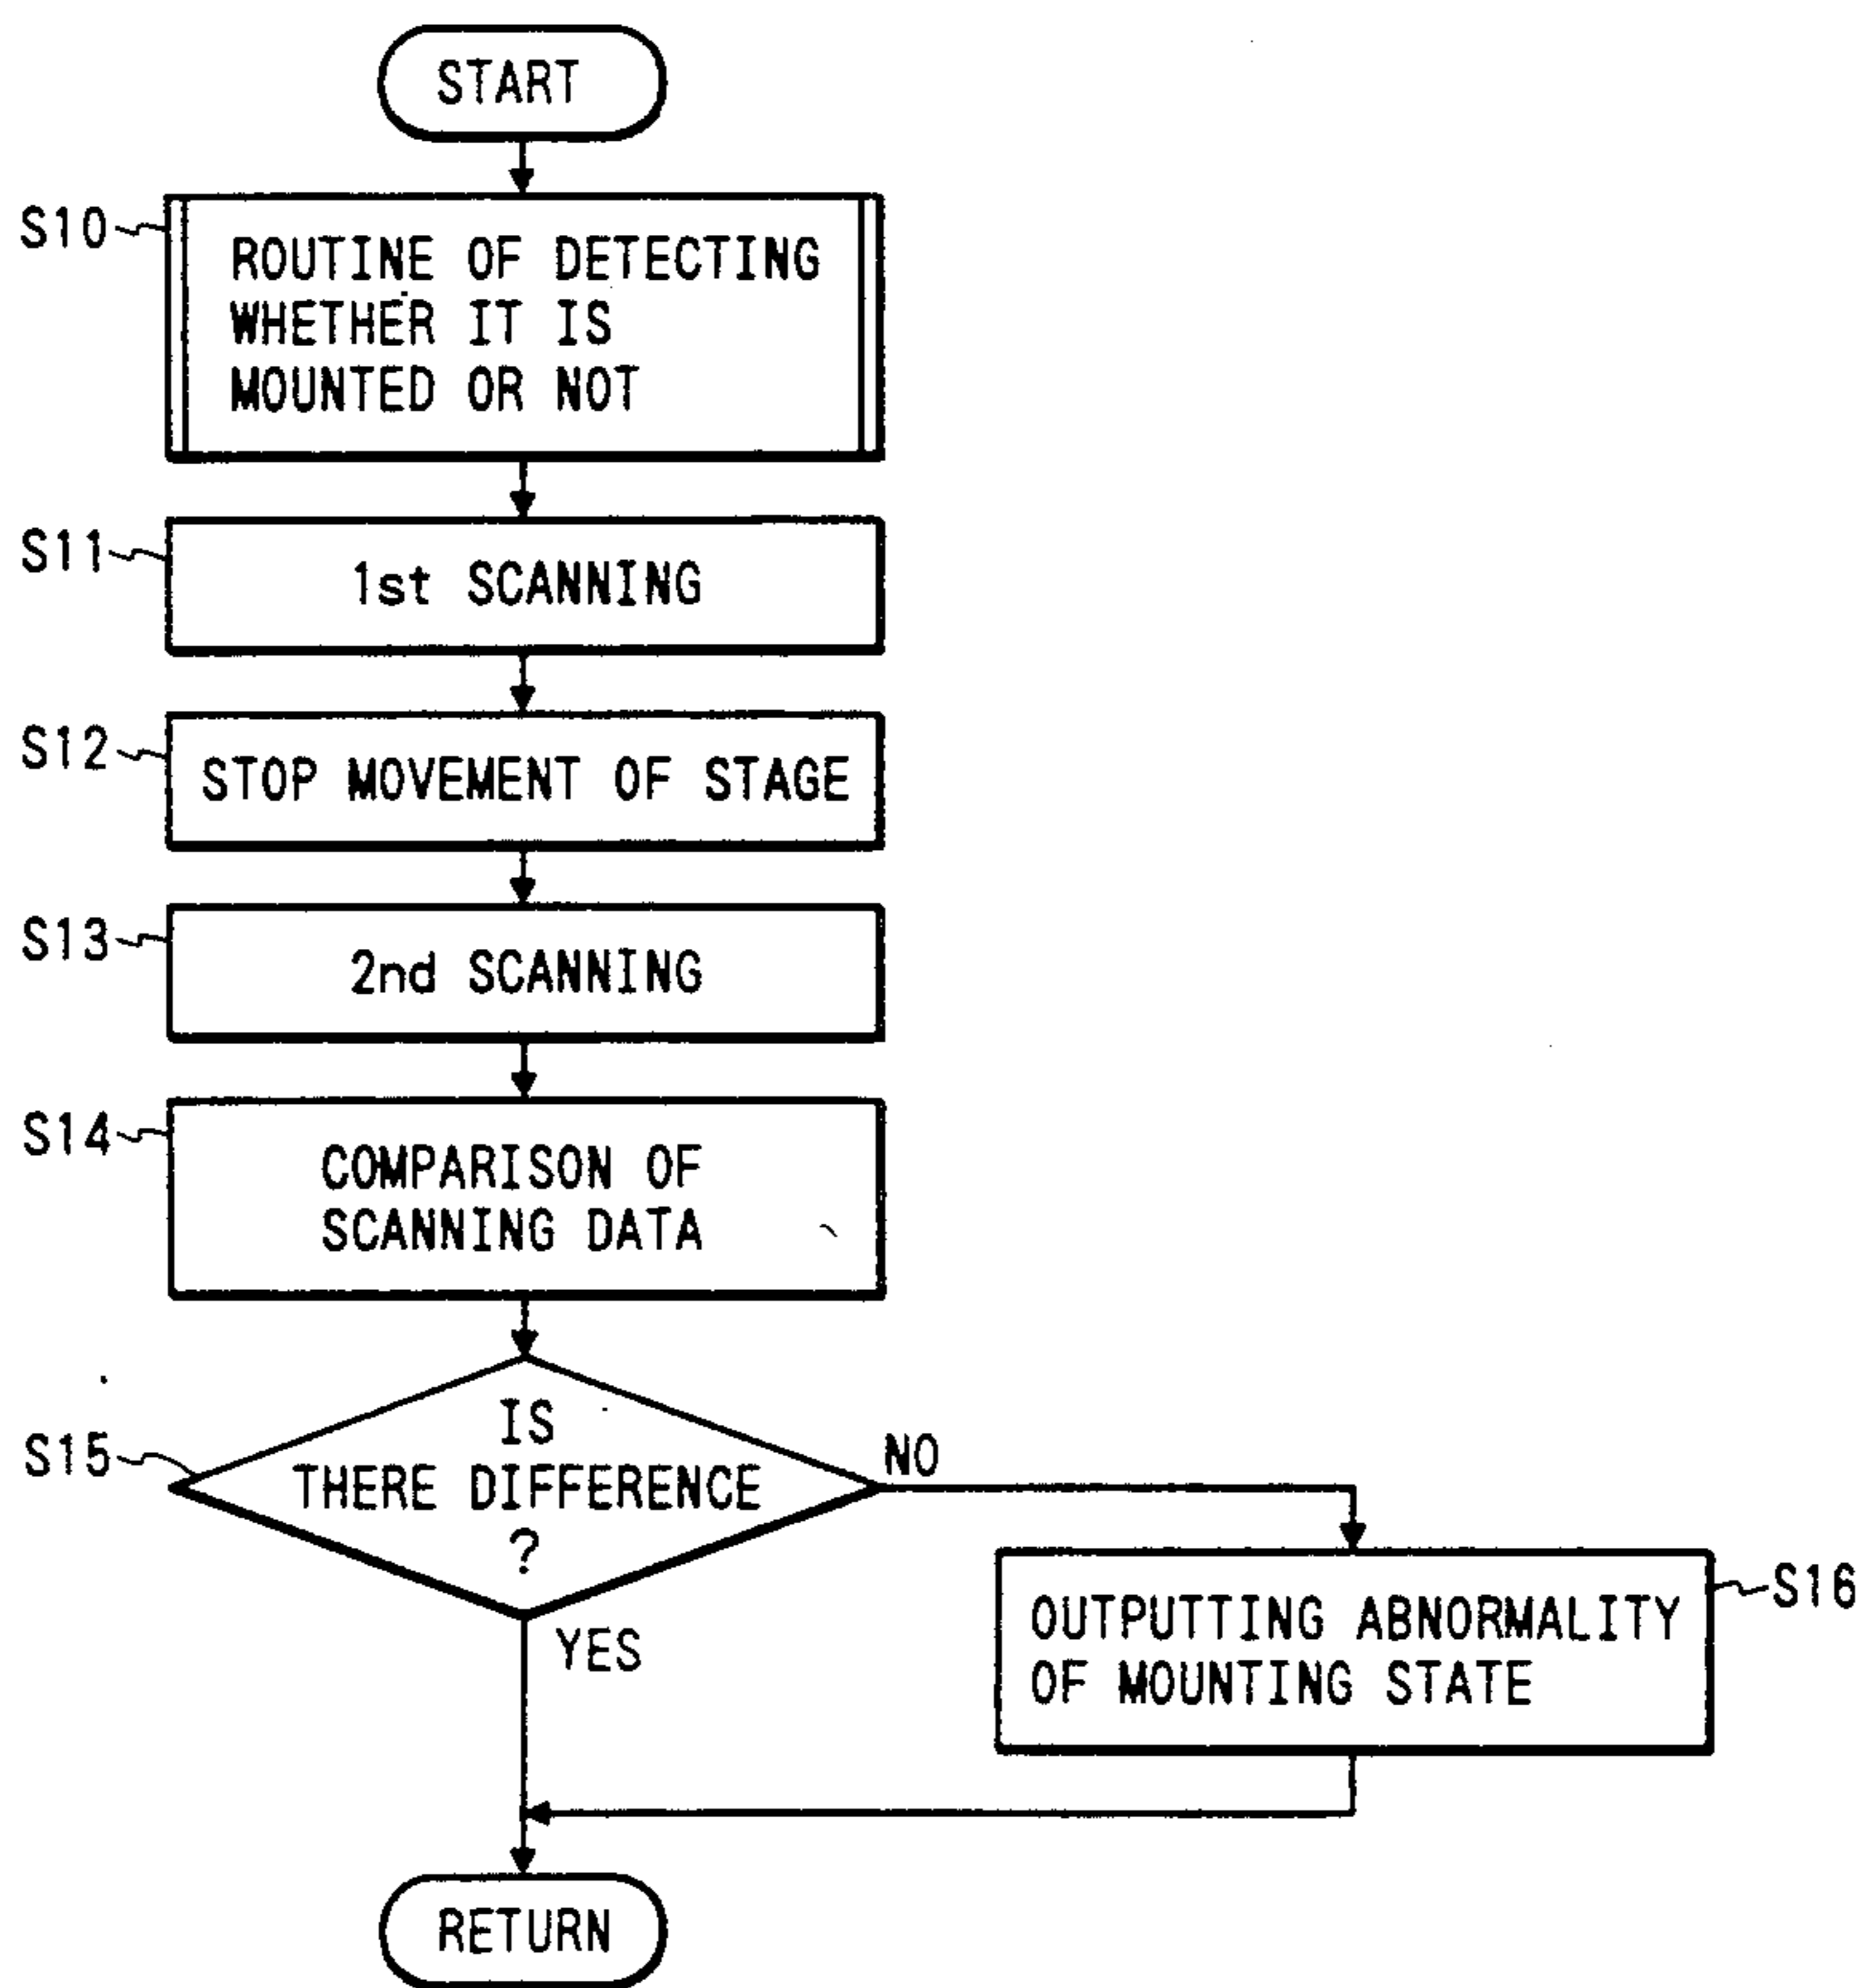 START
S10
ROUTINE OF DETECTING
WHETHER IT IS
MOUNTED OR NOT
S11
1st SCANNING
S12
STOP MOVEMENT OF STAGE
S13
2nd SCANNING
S14
COMPARISON OF
SCANNING DATA
S15
IS
THERE DIFFERENCE
?
NO
YES
S16
OUTPUTTING ABNORMALITY
OF MOUNTING STATE
RETURN